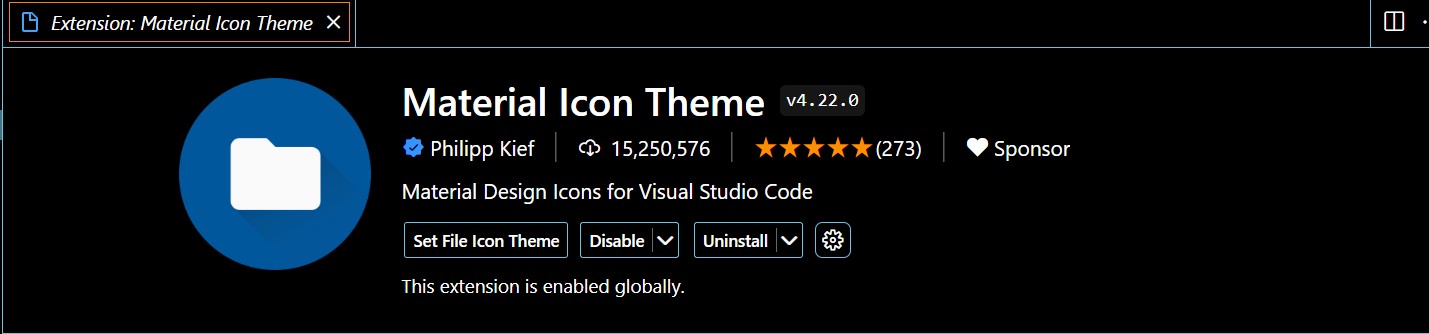 Extension: Material Icon Theme
Material Icon Theme v4.22.0
Philipp Kief 15,250,576 (273) Sponsor
Material Design Icons for Visual Studio Code
Set File Icon Theme Disable Uninstall
This extension is enabled globally.